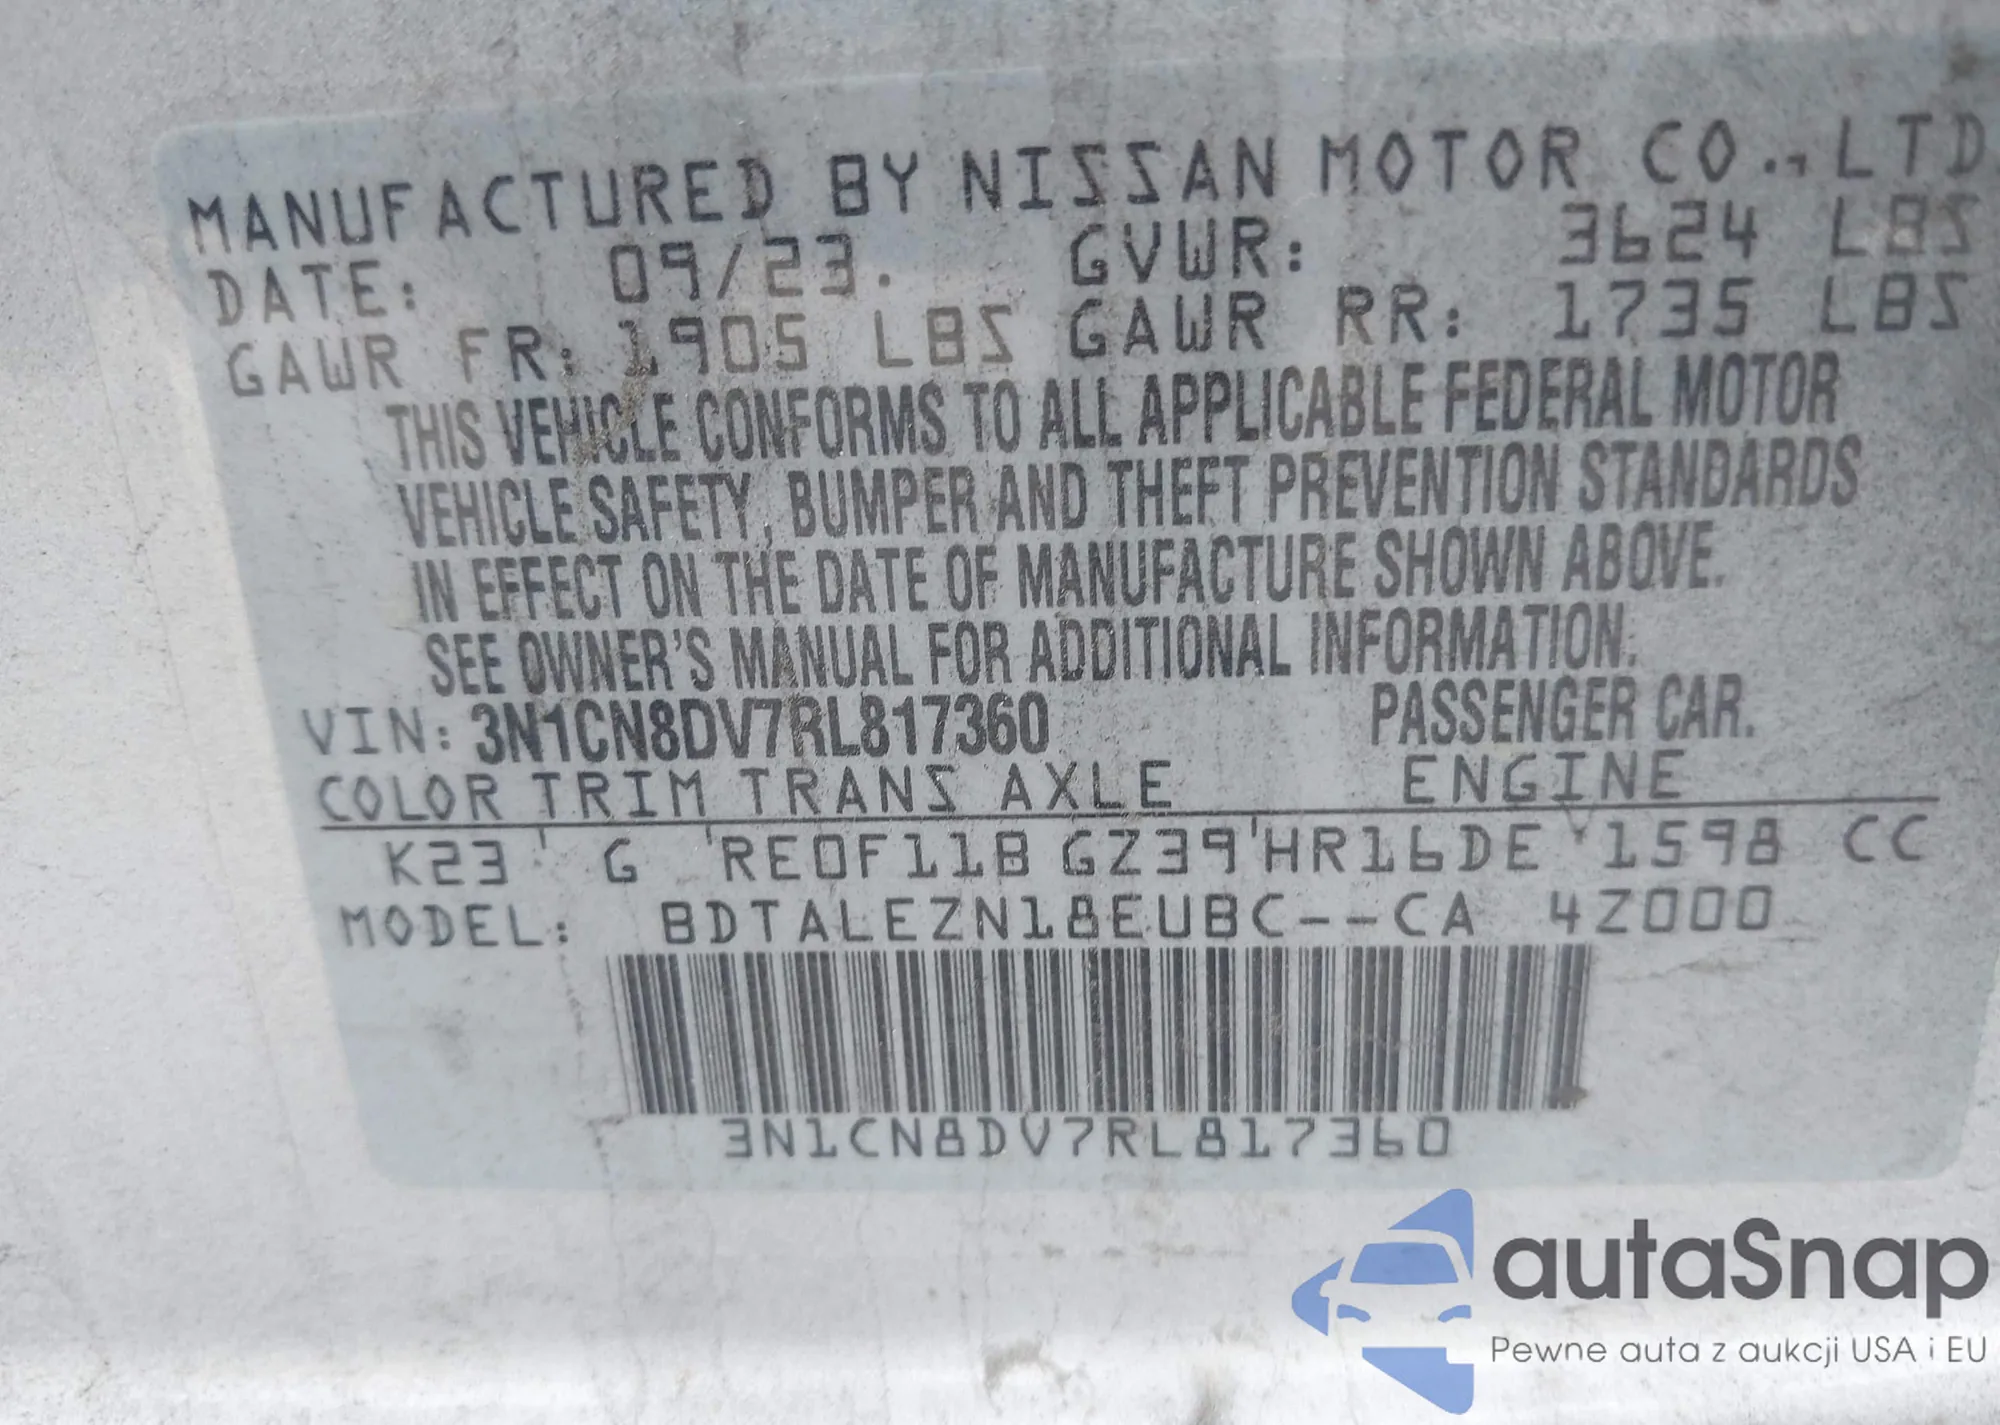 MANUFACTURED BY NISSAN MOTOR CO., LTD.
DATE: 09/23. GVWR: 3624 LBS
GAWR FR: 1905 LBS GAWR RR: 1735 LBS
THIS VEHICLE CONFORMS TO ALL APPLICABLE FEDERAL MOTOR
VEHICLE SAFETY, BUMPER AND THEFT PREVENTION STANDARDS
IN EFFECT ON THE DATE OF MANUFACTURE SHOWN ABOVE.
SEE OWNER'S MANUAL FOR ADDITIONAL INFORMATION.
VIN: 3N1CN8DV7RL817360 PASSENGER CAR.
COLOR TRIM TRANS AXLE ENGINE
K23 G RE0F11B GZ39 HR16DE 1598 CC
MODEL: BDTALEZN18EUBC--CA 4Z000
3N1CN8DV7RL817360
autaSnap
Pewne auta z aukcji USA i EU